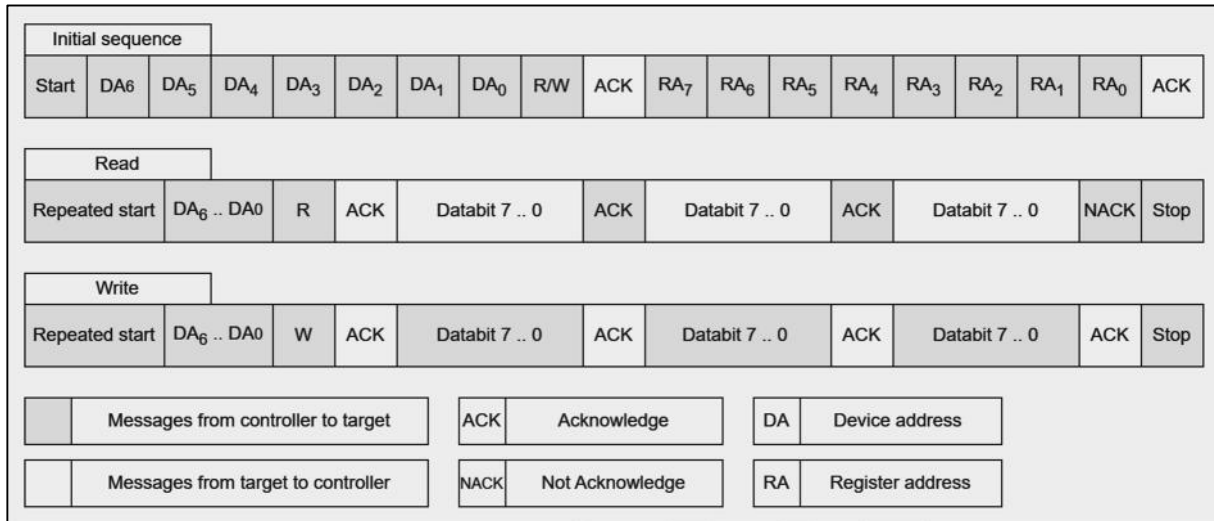 Initial sequence
Start DA6 DA₅ DA₄ DA₃ DA₂ DA₁ DA₀ R/W ACK RA₇ RA₆ RA₅ RA₄ RA₃ RA₂ RA₁ RA₀ ACK
Read
Repeated start DA₆ .. DA0 R ACK Databit 7 .. 0 ACK Databit 7 .. 0 ACK Databit 7 .. 0 NACK Stop
Write
Repeated start DA₆ .. DA0 W ACK Databit 7 .. 0 ACK Databit 7 .. 0 ACK Databit 7 .. 0 ACK Stop
Messages from controller to target ACK Acknowledge DA Device address
Messages from target to controller NACK Not Acknowledge RA Register address